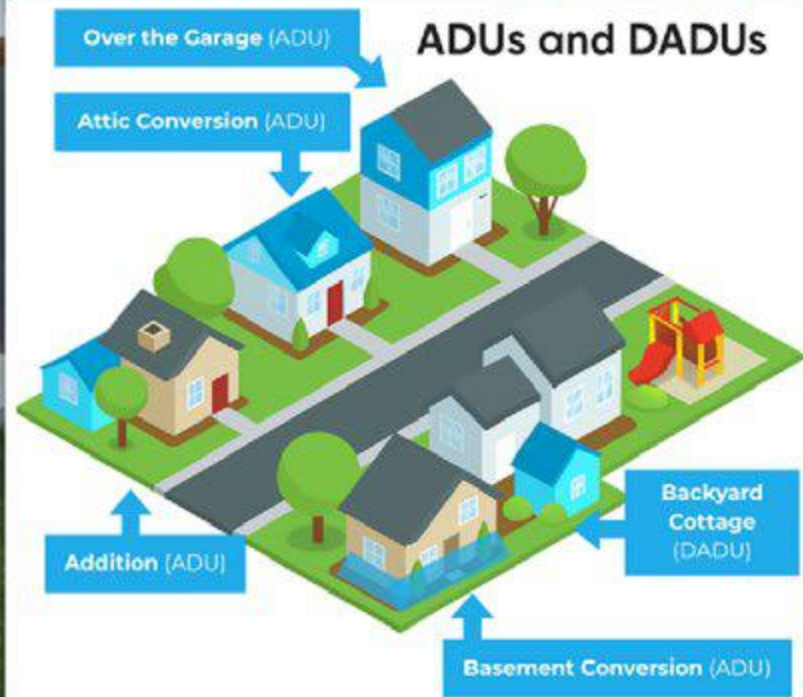 ADUs and DADUs
Over the Garage (ADU)
Attic Conversion (ADU)
Addition (ADU)
Backyard
Cottage
(DADU)
Basement Conversion (ADU)